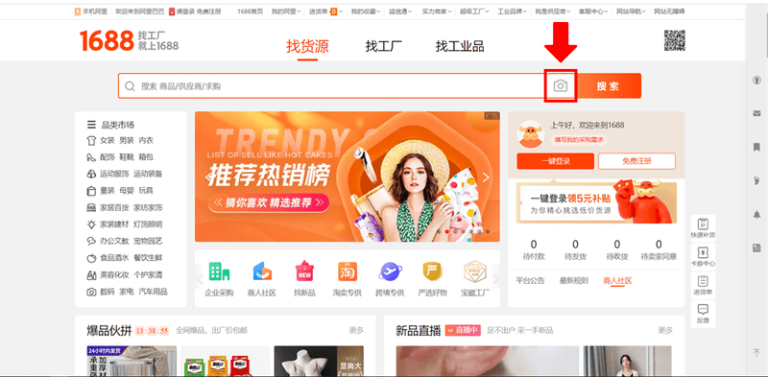 手机阿里 欢迎来到阿里巴巴 请登录 免费注册 1688首页 我的阿里 进货单 0 我的收藏 诚信通 实力商家 超级工厂 工业品牌 我是供应商 客服中心 网站导航 网站无障碍
1688 找工厂 就上1688
找货源 找工厂 找工业品
搜索 商品/供应商/求购 搜 索
品类市场
女装 男装 内衣
配饰 鞋靴 箱包
运动服饰 运动装备
童装 母婴 玩具
家居百货 家纺家饰
家装建材 灯饰照明
办公文教 宠物园艺
食品酒水 餐饮生鲜
美容化妆 个护家清
数码 家电 汽车用品
广告
TRENDY
LIST OF SELL LIKE HOT CAKES
推荐热销榜
猜你喜欢 精选推荐
企业采购 商人社区 找新品 淘卖专供 跨境专供 严选好物 宝藏工厂
上午好，欢迎来到1688
填写我的采购需求
一键登录 免费注册
一键登录领5元补贴
为你精心挑选低价货源
0 0 0 0
待付款 待发货 待收货 待卖家同意
平台公告 最新规则 商人社区
快速补货
卡券中心
进货单
反馈
爆品伙拼 13:38:55 全网爆品，出厂价包邮 更多
24小时内发货
加厚
新品直播 直播中 足不出户 采一手新品 更多